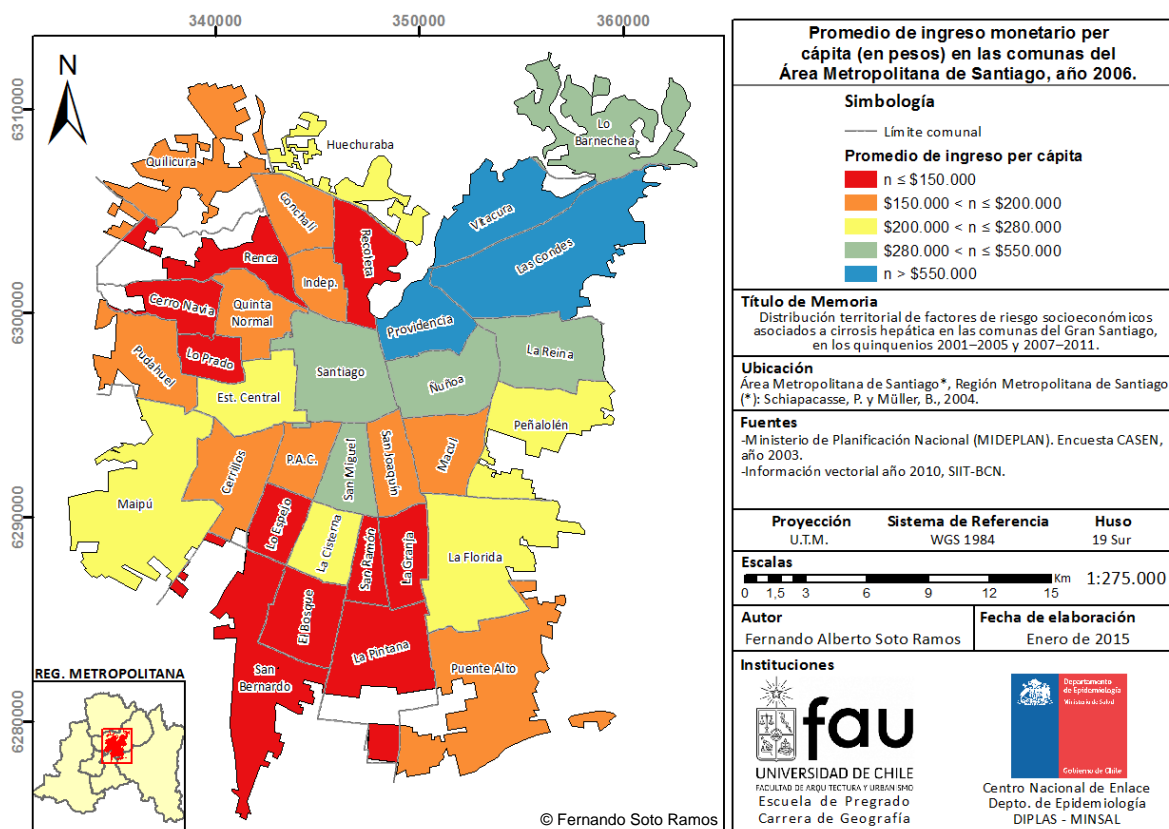 340000
350000
360000
6310000
6300000
6290000
6280000
N
Lo
Barnechea
Huechuraba
Quilicura
Conchalí
Vitacura
Recoleta
Las Condes
Renca
Indep.
Cerro Navia
Quinta
Normal
Providencia
Lo Prado
Pudahuel
La Reina
Santiago
Ñuñoa
Est. Central
Peñalolén
P.A.C.
San Miguel
San Joaquín
Macul
Cerrillos
Maipú
Lo Espejo
La Cisterna
San Ramón
La Granja
La Florida
El Bosque
La Pintana
San
Bernardo
Puente Alto
REG. METROPOLITANA
© Fernando Soto Ramos
Promedio de ingreso monetario per
cápita (en pesos) en las comunas del
Área Metropolitana de Santiago, año 2006.
Simbología
Límite comunal
Promedio de ingreso per cápita
n ≤ $150.000
$150.000 < n ≤ $200.000
$200.000 < n ≤ $280.000
$280.000 < n ≤ $550.000
n > $550.000
Título de Memoria
Distribución territorial de factores de riesgo socioeconómicos
asociados a cirrosis hepática en las comunas del Gran Santiago,
en los quinquenios 2001–2005 y 2007–2011.
Ubicación
Área Metropolitana de Santiago*, Región Metropolitana de Santiago
(*): Schiapacasse, P. y Müller, B., 2004.
Fuentes
-Ministerio de Planificación Nacional (MIDEPLAN). Encuesta CASEN,
año 2003.
-Información vectorial año 2010, SIIT-BCN.
Proyección Sistema de Referencia Huso
U.T.M. WGS 1984 19 Sur
Escalas
0 1,5 3 6 9 12 15 Km 1:275.000
Autor
Fernando Alberto Soto Ramos
Fecha de elaboración
Enero de 2015
Instituciones
fau
UNIVERSIDAD DE CHILE
FACULTAD DE ARQUITECTURA Y URBANISMO
Escuela de Pregrado
Carrera de Geografía
Departamento
de Epidemiología
Ministerio de Salud
Gobierno de Chile
Centro Nacional de Enlace
Depto. de Epidemiología
DIPLAS - MINSAL